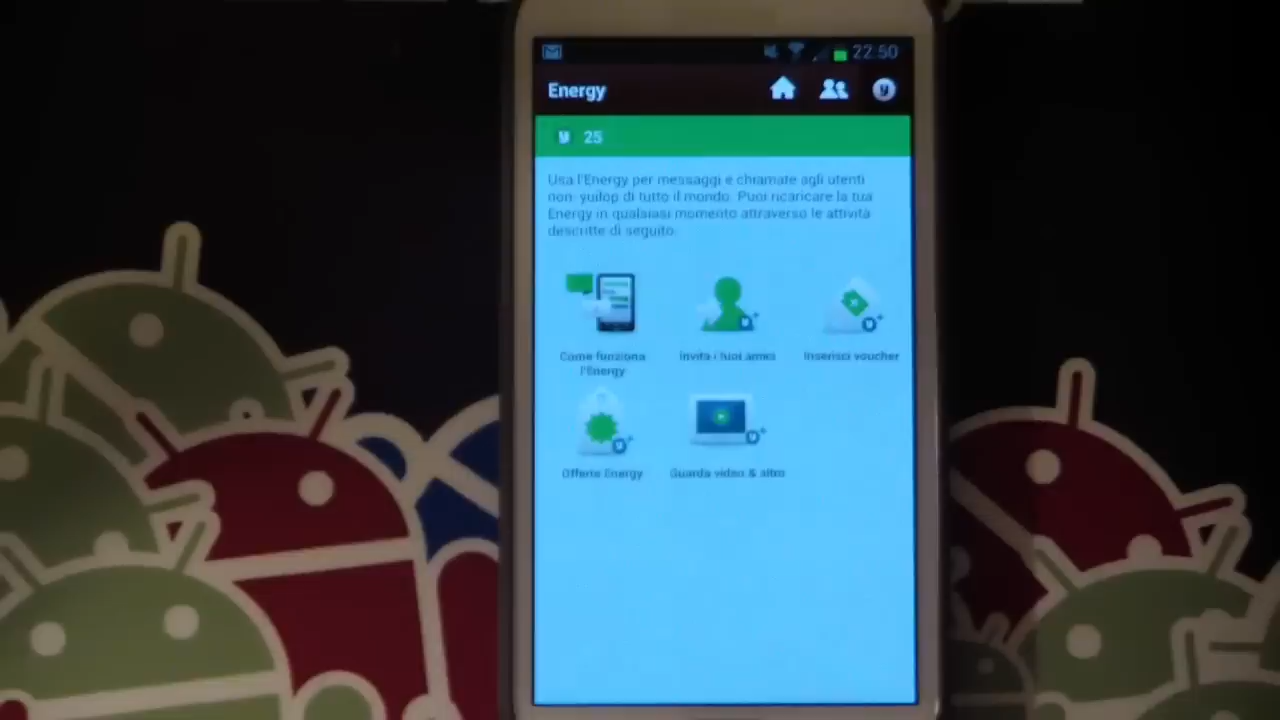 22:50
Energy
y
y 25
Usa l'Energy per messaggi e chiamate agli utenti
non yuilop di tutto il mondo. Puoi ricaricare la tua
Energy in qualsiasi momento attraverso le attività
descritte di seguito.
Come funziona
l'Energy
Invita i tuoi amici
Inserisci voucher
Offerte Energy
Guarda video & altro